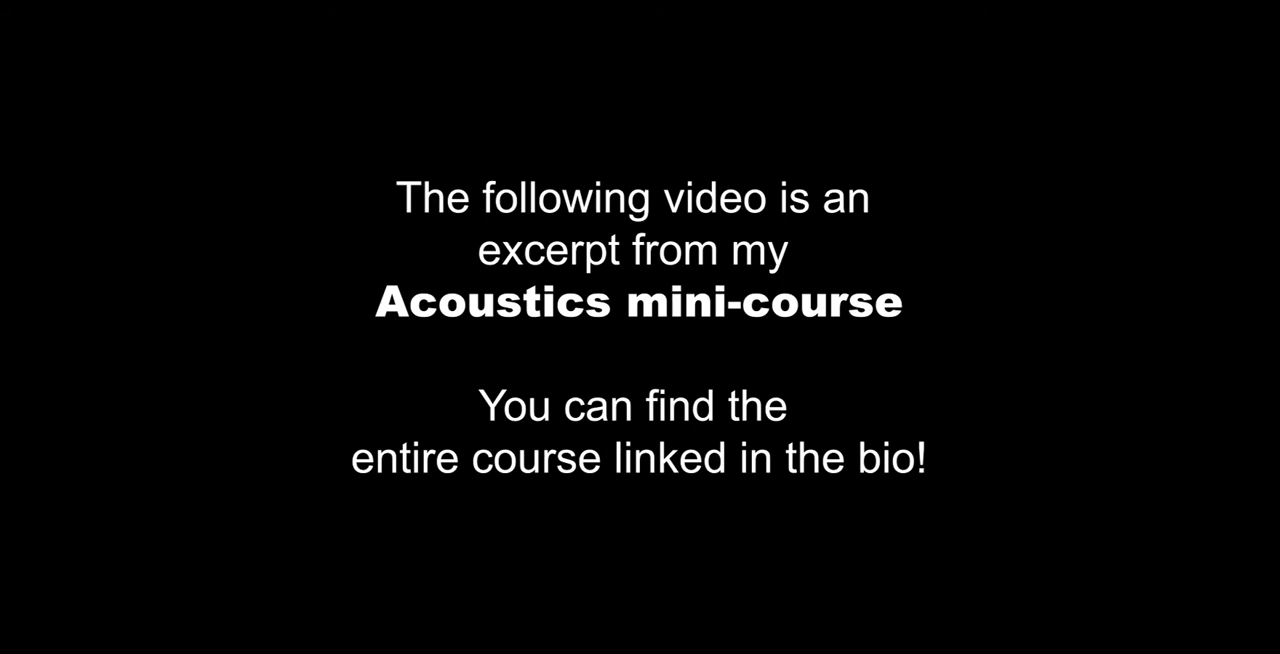 The following video is an
excerpt from my
Acoustics mini-course
You can find the
entire course linked in the bio!